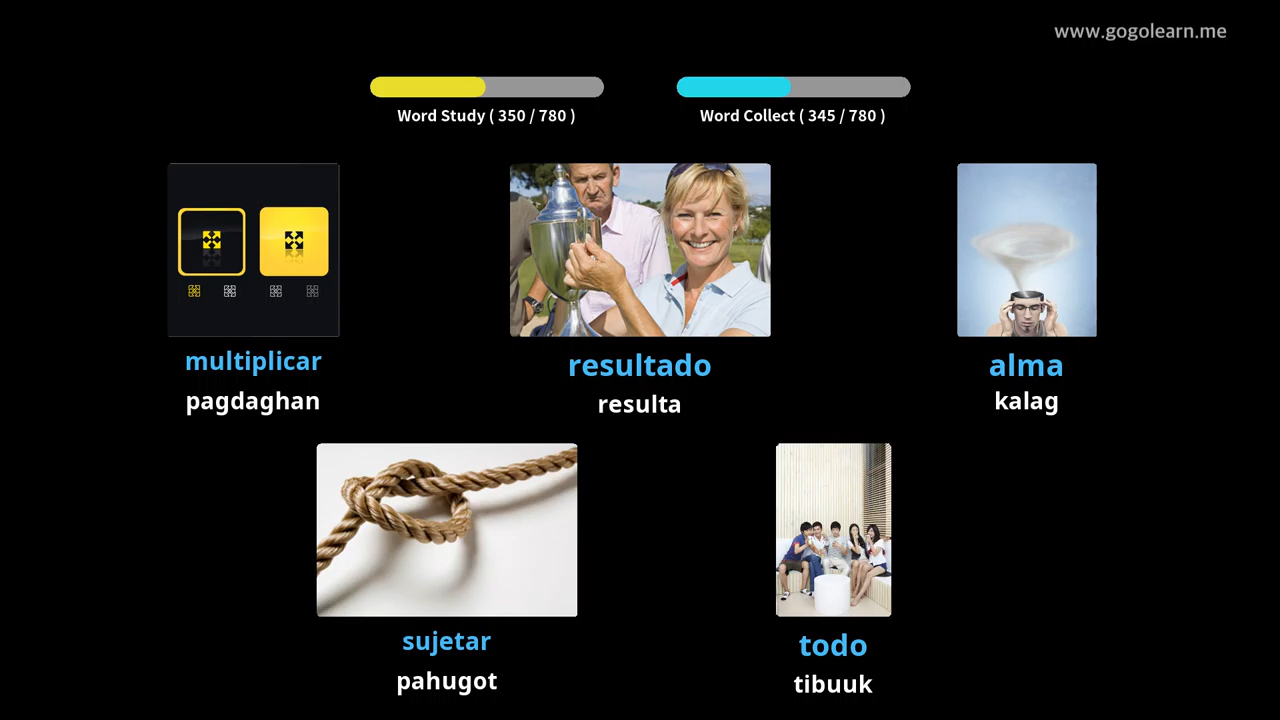 www.gogolearn.me
Word Study ( 350 / 780 )
Word Collect ( 345 / 780 )
multiplicar
pagdaghan
resultado
resulta
alma
kalag
sujetar
pahugot
todo
tibuuk